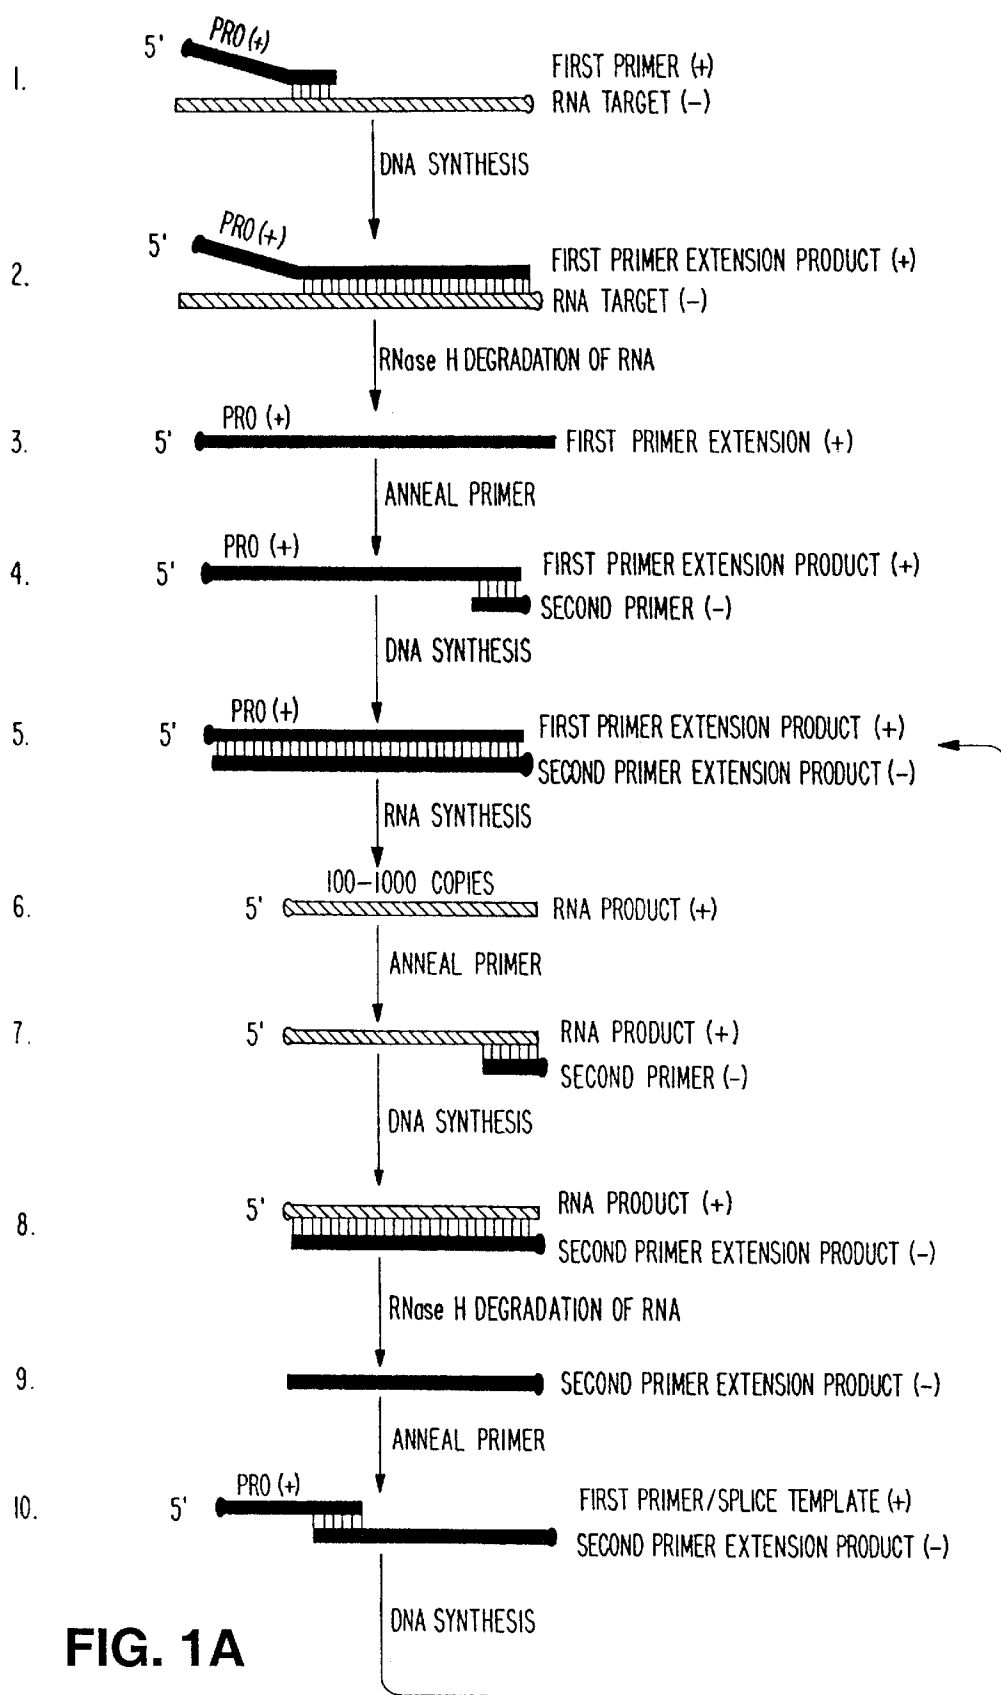 5' PRO (+)
1. FIRST PRIMER (+)
RNA TARGET (−)
DNA SYNTHESIS
5' PRO (+)
2. FIRST PRIMER EXTENSION PRODUCT (+)
RNA TARGET (−)
RNase H DEGRADATION OF RNA
PRO (+)
3. 5' FIRST PRIMER EXTENSION (+)
ANNEAL PRIMER
PRO (+)
4. 5' FIRST PRIMER EXTENSION PRODUCT (+)
SECOND PRIMER (−)
DNA SYNTHESIS
PRO (+)
5. 5' FIRST PRIMER EXTENSION PRODUCT (+)
SECOND PRIMER EXTENSION PRODUCT (−)
RNA SYNTHESIS
100−1000 COPIES
6. 5' RNA PRODUCT (+)
ANNEAL PRIMER
7. 5' RNA PRODUCT (+)
SECOND PRIMER (−)
DNA SYNTHESIS
8. 5' RNA PRODUCT (+)
SECOND PRIMER EXTENSION PRODUCT (−)
RNase H DEGRADATION OF RNA
9. SECOND PRIMER EXTENSION PRODUCT (−)
ANNEAL PRIMER
PRO (+)
10. 5' FIRST PRIMER/SPLICE TEMPLATE (+)
SECOND PRIMER EXTENSION PRODUCT (−)
DNA SYNTHESIS
FIG. 1A